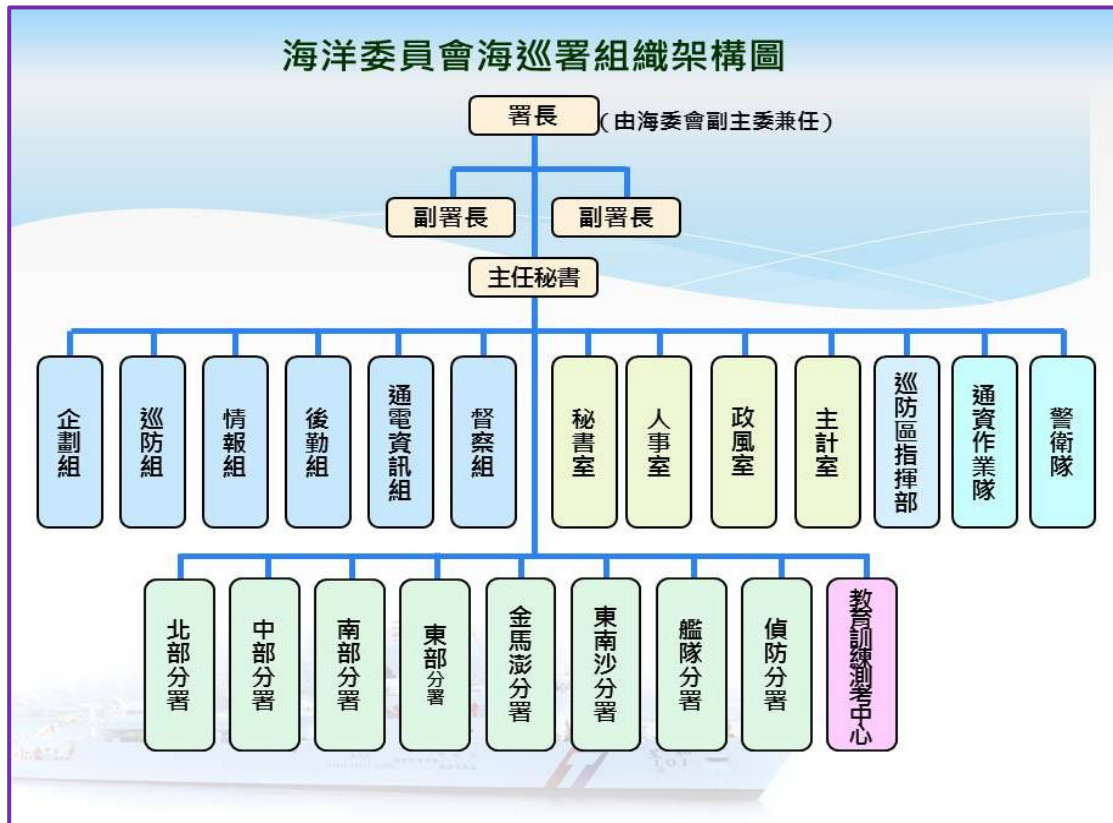 海洋委員會海巡署組織架構圖
署長
(由海委會副主委兼任)
副署長
副署長
主任秘書
企劃組
巡防組
情報組
後勤組
通電資訊組
督察組
秘書室
人事室
政風室
主計室
巡防區指揮部
通資作業隊
警衛隊
北部分署
中部分署
南部分署
東部分署
金馬澎分署
東南沙分署
艦隊分署
偵防分署
教育訓練測考中心